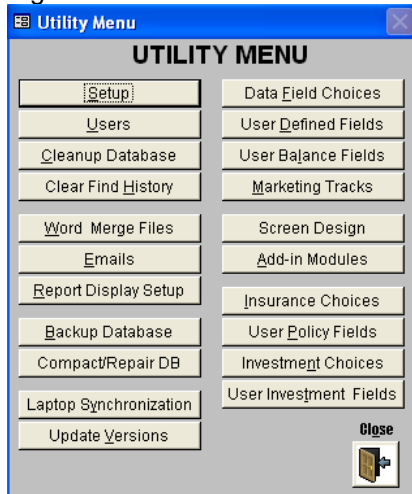 Utility Menu
UTILITY MENU
Setup
Users
Cleanup Database
Clear Find History
Word Merge Files
Emails
Report Display Setup
Backup Database
Compact/Repair DB
Laptop Synchronization
Update Versions
Data Field Choices
User Defined Fields
User Balance Fields
Marketing Tracks
Screen Design
Add-in Modules
Insurance Choices
User Policy Fields
Investment Choices
User Investment Fields
Close